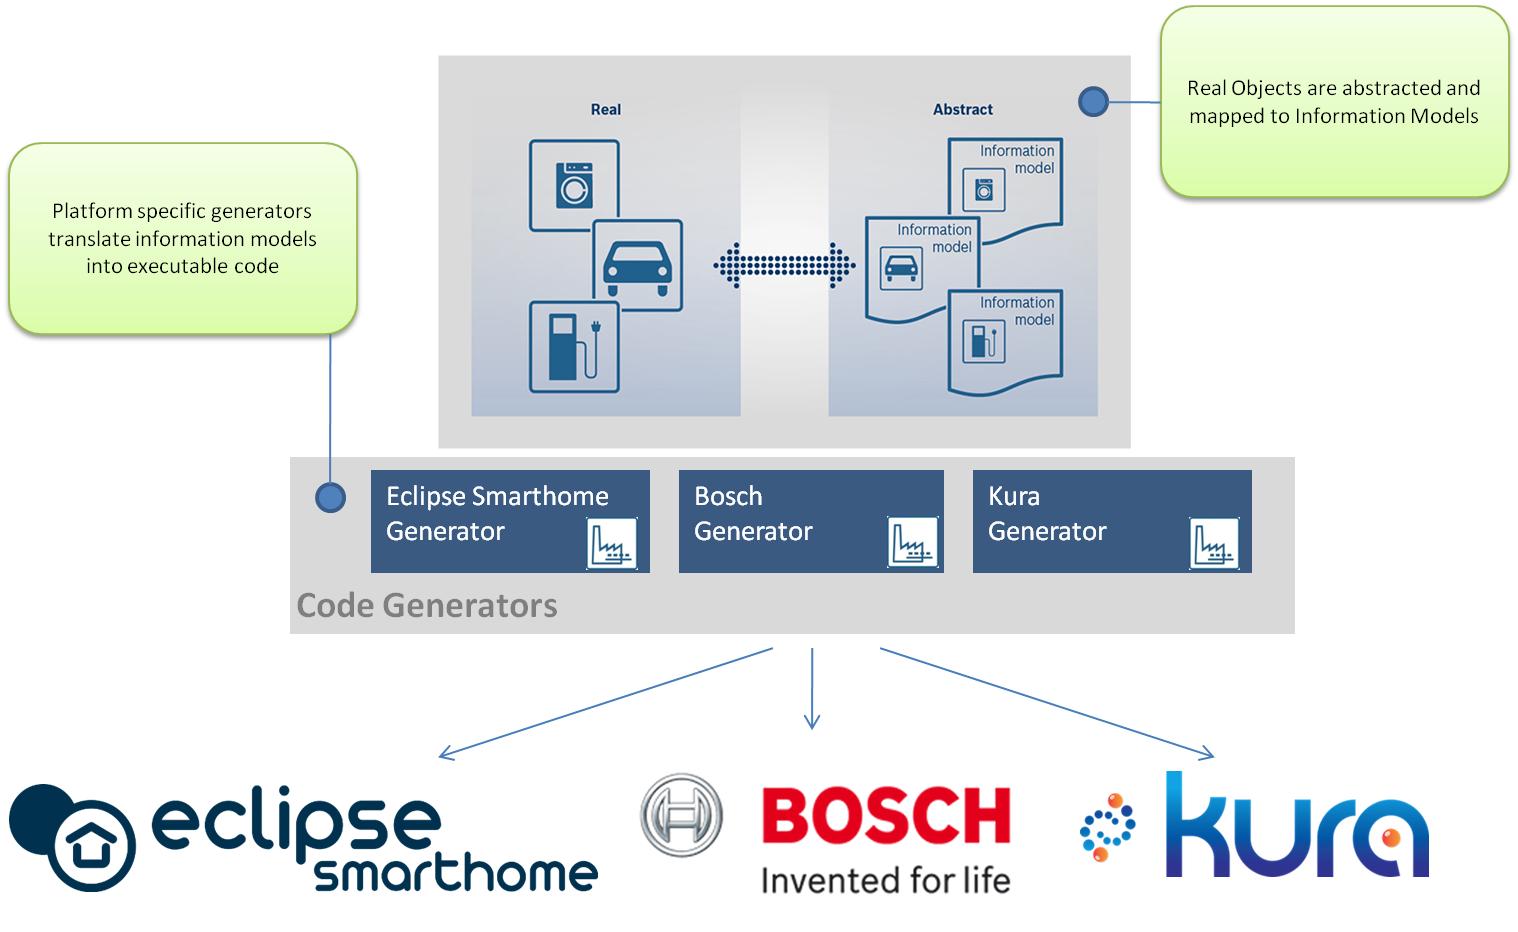 Real Objects are abstracted and
mapped to Information Models
Platform specific generators
translate information models
into executable code
Real
Abstract
Information
model
Information
model
Information
model
Eclipse Smarthome
Generator
Bosch
Generator
Kura
Generator
Code Generators
eclipse
smarthome
BOSCH
Invented for life
kura